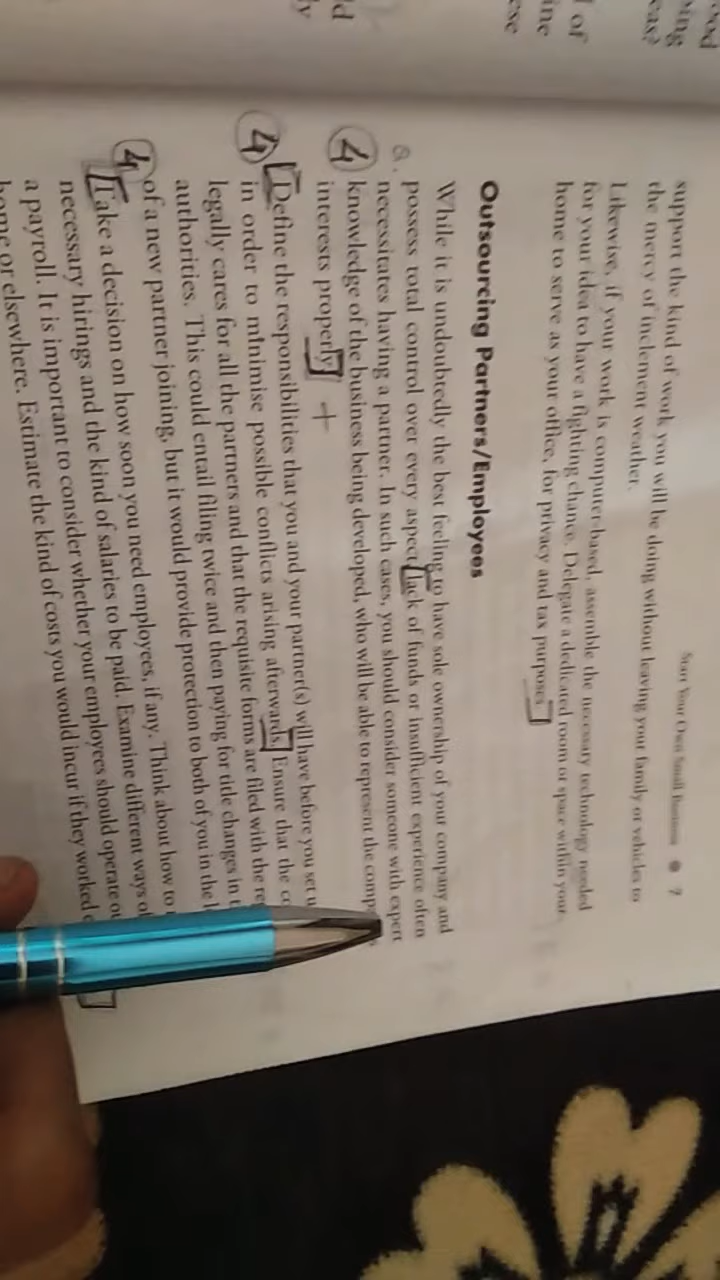 Start Your Own Small Business ● 7
support the kind of work you will be doing without leaving your family or vehicles to
the mercy of inclement weather.
Likewise, if your work is computer-based, assemble the necessary technology needed
for your idea to have a fighting chance. Delegate a dedicated room or space within your
home to serve as your office, for privacy and tax purposes.
Outsourcing Partners/Employees
While it is undoubtedly the best feeling to have sole ownership of your company and
possess total control over every aspect, lack of funds or insufficient experience often
necessitates having a partner. In such cases, you should consider someone with expert
4 knowledge of the business being developed, who will be able to represent the
interests properly. +
Define the responsibilities that you and your partner(s) will have before you set
4 in order to minimise possible conflicts arising afterwards. Ensure that the
legally cares for all the partners and that the requisite forms are filed with the
authorities. This could entail filing twice and then paying for title changes in
4 of a new partner joining, but it would provide protection to both of you in the
Take a decision on how soon you need employees, if any. Think about how to
necessary hirings and the kind of salaries to be paid. Examine different ways
a payroll. It is important to consider whether your employees should operate
home or elsewhere. Estimate the kind of costs you would incur if they worked